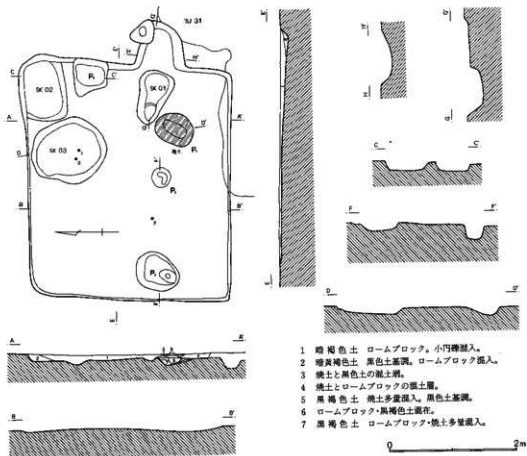 SJ 31
SK 02
P₁
SK 01
SK 03
P₂
A
A'
B
B'
C
C'
D
D'
E
E'
F
F'
G
G'
H
H'
1 暗褐色土 ロームブロック。小円礫混入。
2 暗黄褐色土 黒色土基調。ロームブロック混入。
3 焼土と黒色土の混土層。
4 焼土とロームブロックの混土層。
5 黒褐色土 焼土多量混入。黒色土基調。
6 ロームブロック・黒褐色土混在。
7 黒褐色土 ロームブロック・焼土多量混入。
0 2m